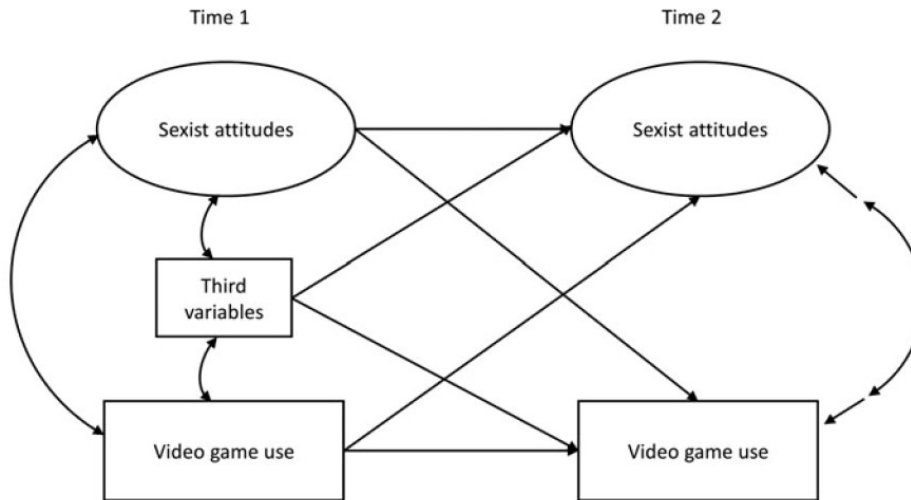 Time 1
Time 2
Sexist attitudes
Sexist attitudes
Third
variables
Video game use
Video game use